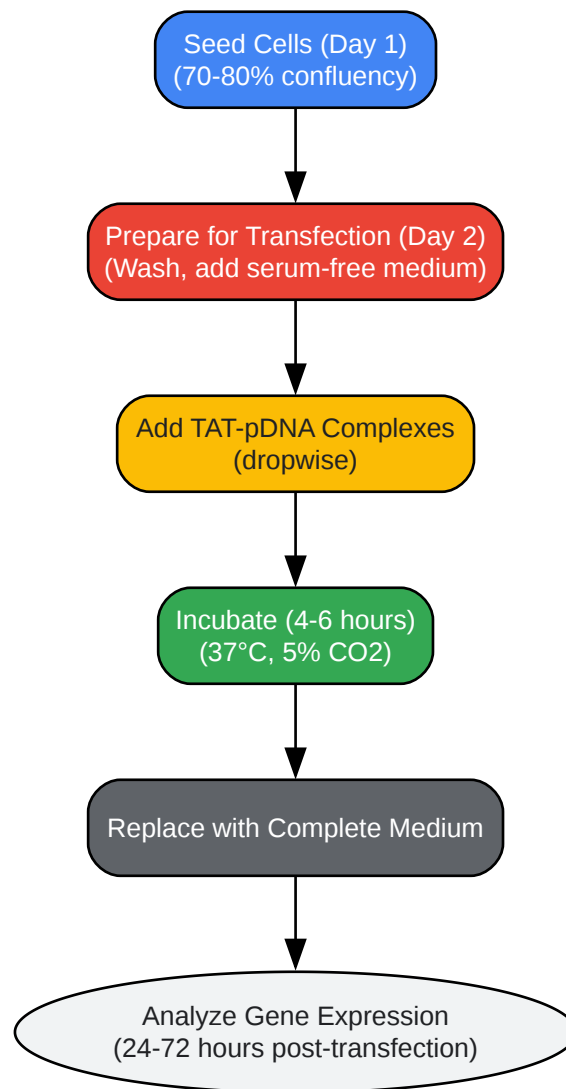 Seed Cells (Day 1)
(70-80% confluency)
Prepare for Transfection (Day 2)
(Wash, add serum-free medium)
Add TAT-pDNA Complexes
(dropwise)
Incubate (4-6 hours)
(37°C, 5% CO2)
Replace with Complete Medium
Analyze Gene Expression
(24-72 hours post-transfection)